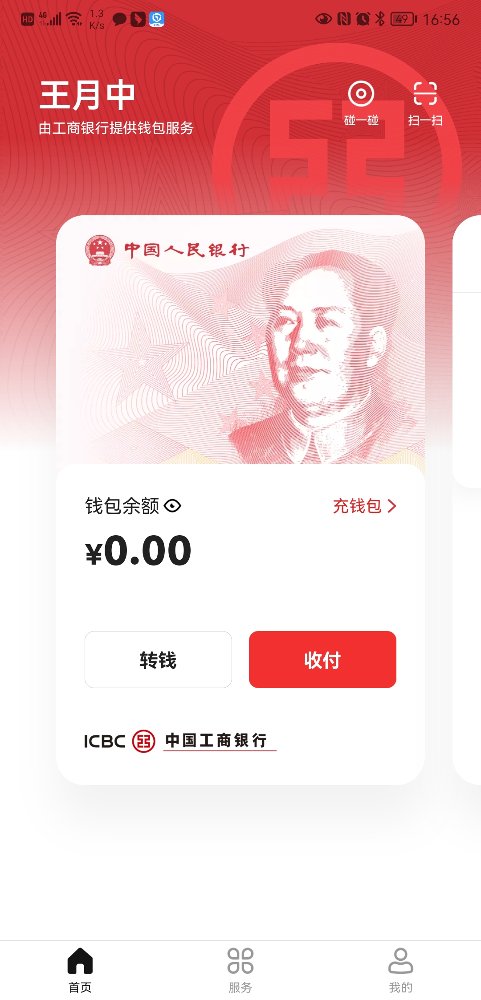 HD 4G 1.3 K/s 49 16:56
王月中
由工商银行提供钱包服务
碰一碰 扫一扫
中国人民银行
钱包余额 充钱包
¥0.00
转钱 收付
ICBC 中国工商银行
首页 服务 我的